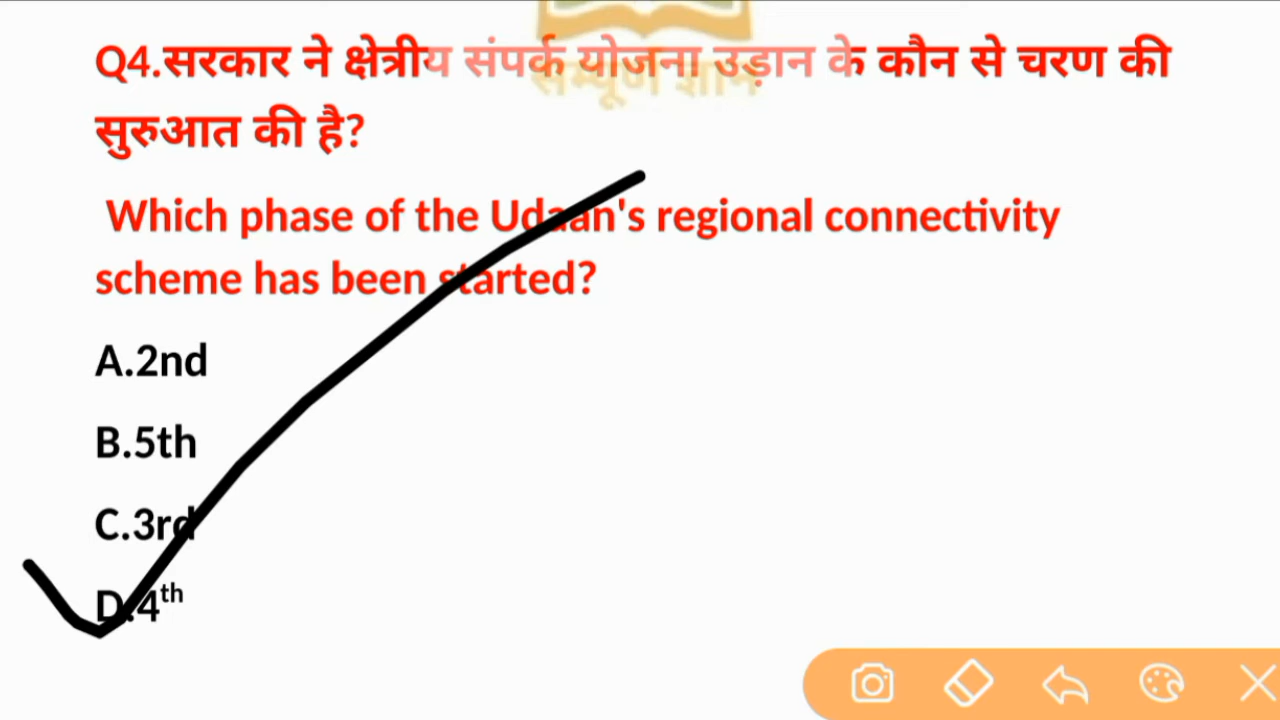 Q4.सरकार ने क्षेत्रीय संपर्क योजना उड़ान के कौन से चरण की
सम्पूर्ण ज्ञान
सुरुआत की है?
Which phase of the Udaan's regional connectivity
scheme has been started?
A.2nd
B.5th
C.3rd
D.4th